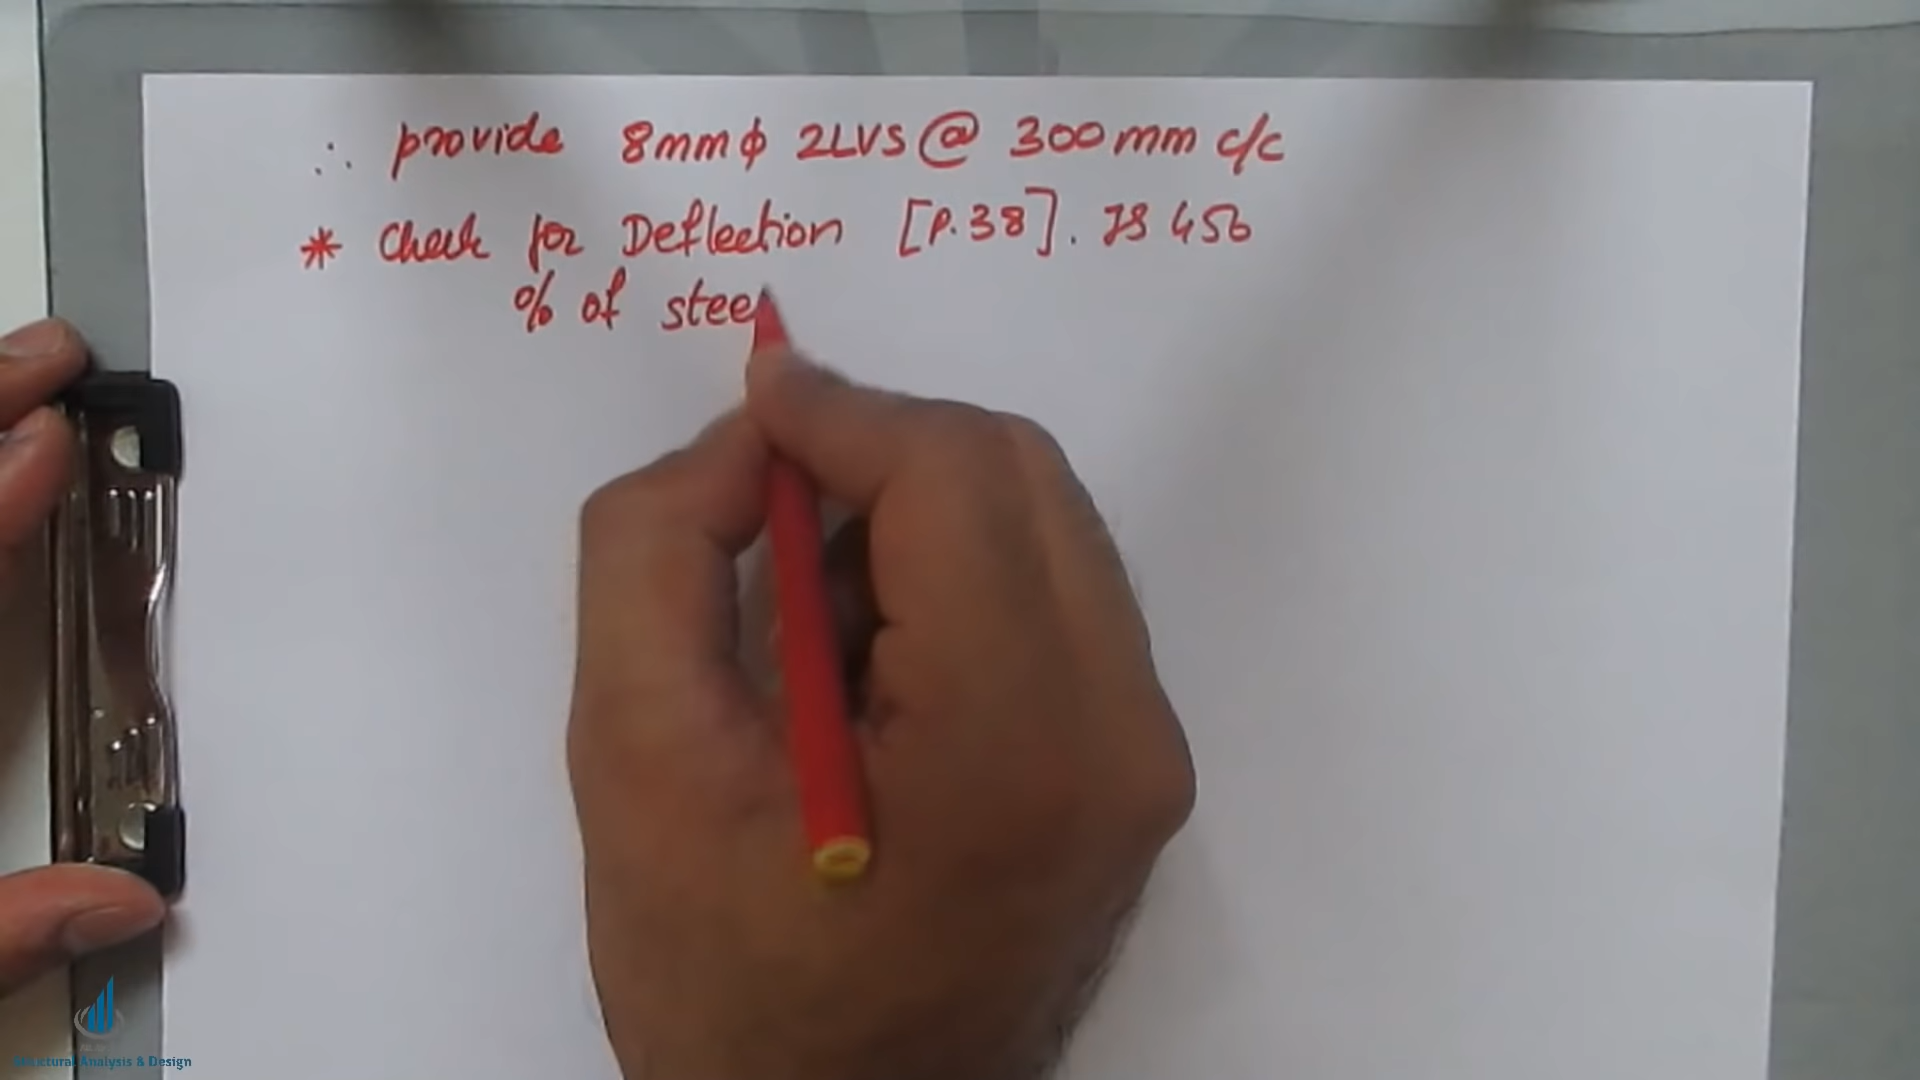 ∴ provide 8mmϕ 2LVS @ 300mm c/c
* Check for Deflection [P.38]. IS 456
% of stee
Structural Analysis & Design